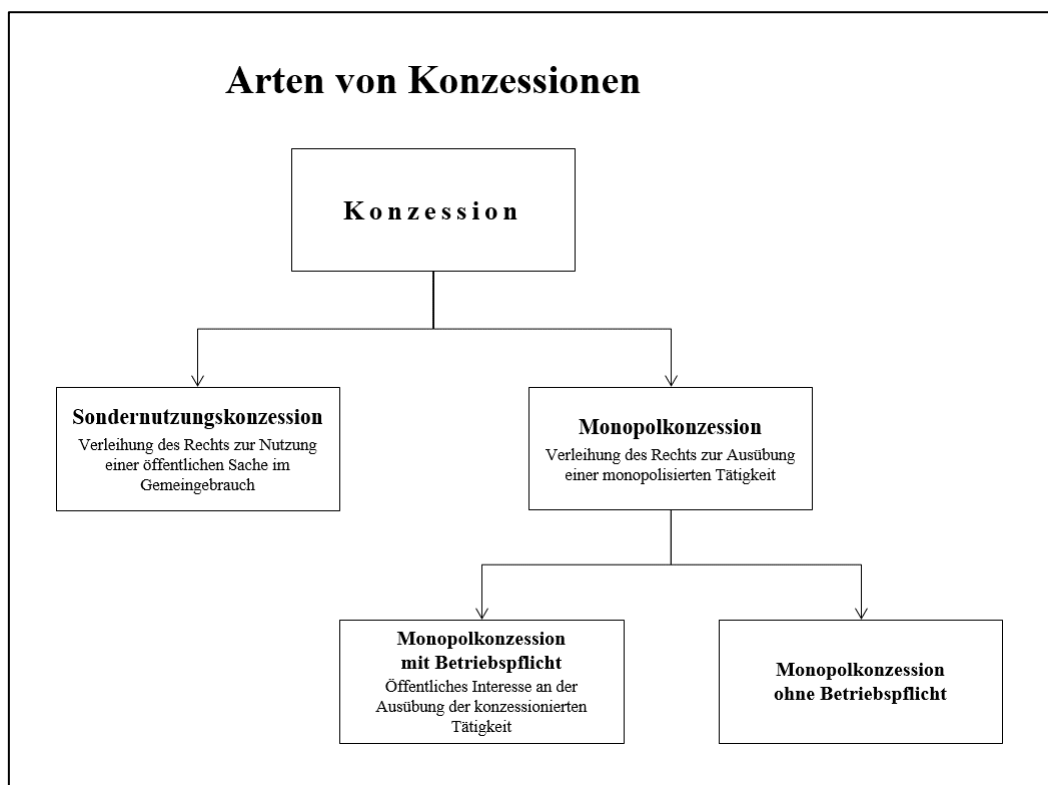 Arten von Konzessionen
Konzession
Sondernutzungskonzession
Verleihung des Rechts zur Nutzung
einer öffentlichen Sache im
Gemeingebrauch
Monopolkonzession
Verleihung des Rechts zur Ausübung
einer monopolisierten Tätigkeit
Monopolkonzession
mit Betriebspflicht
Öffentliches Interesse an der
Ausübung der konzessionierten
Tätigkeit
Monopolkonzession
ohne Betriebspflicht